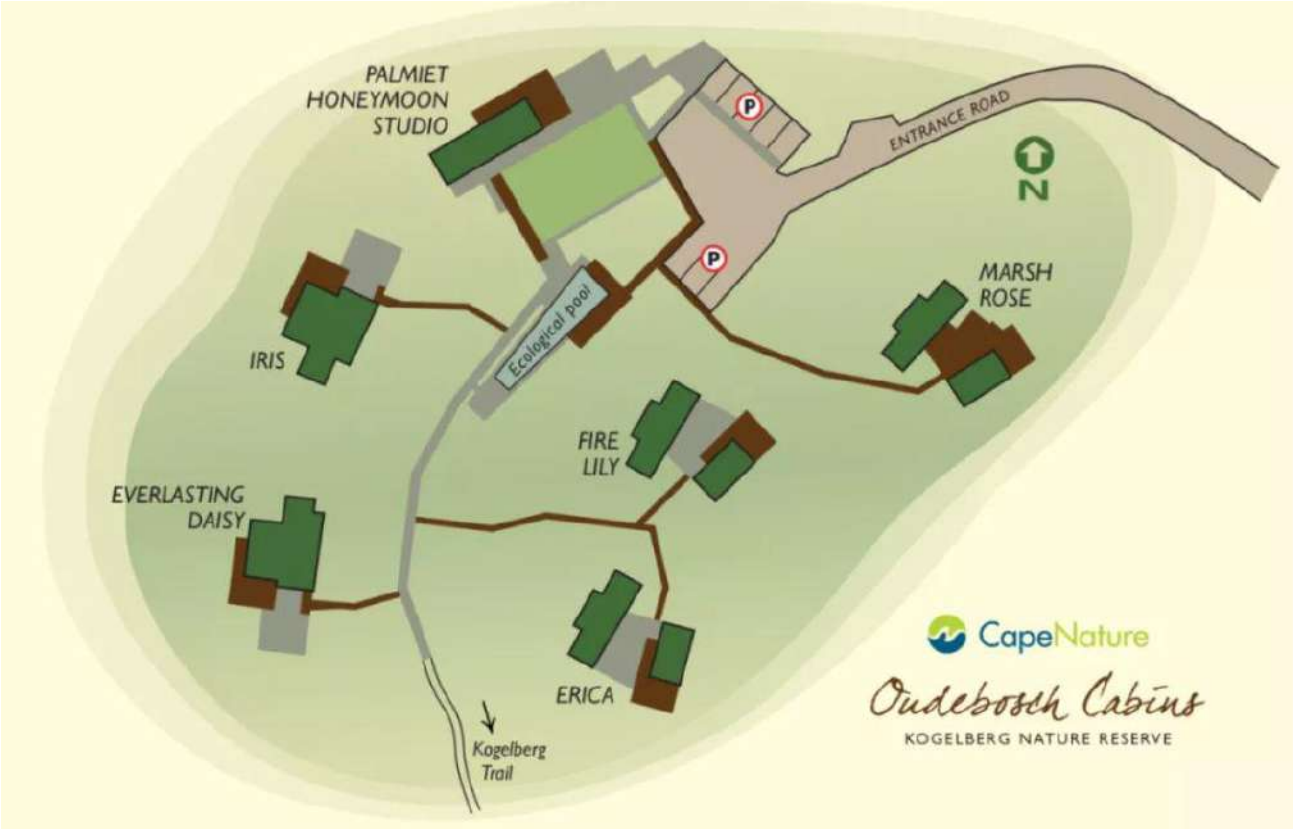 PALMIET
HONEYMOON
STUDIO
P
ENTRANCE ROAD
N
P
MARSH
ROSE
IRIS
Ecological pool
FIRE
LILY
EVERLASTING
DAISY
ERICA
Kogelberg
Trail
CapeNature
Oudebosch Cabins
KOGELBERG NATURE RESERVE